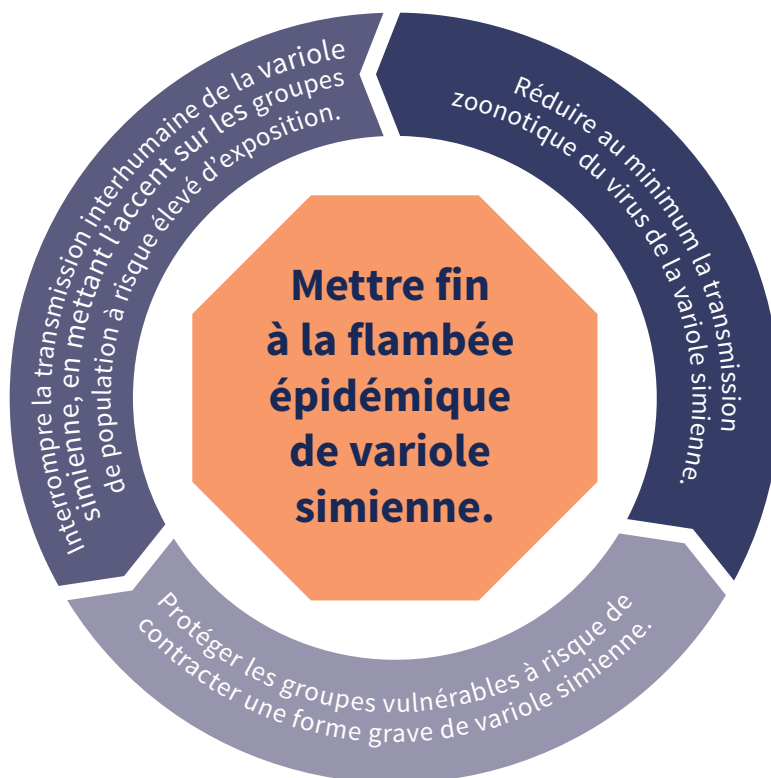 Interrompre la transmission interhumaine de la variole
simienne, en mettant l’accent sur les groupes
de population à risque élevé d’exposition.
Réduire au minimum la transmission
zoonotique du virus de la variole simienne.
Mettre fin
à la flambée
épidémique
de variole
simienne.
Protéger les groupes vulnérables à risque de
contracter une forme grave de variole simienne.